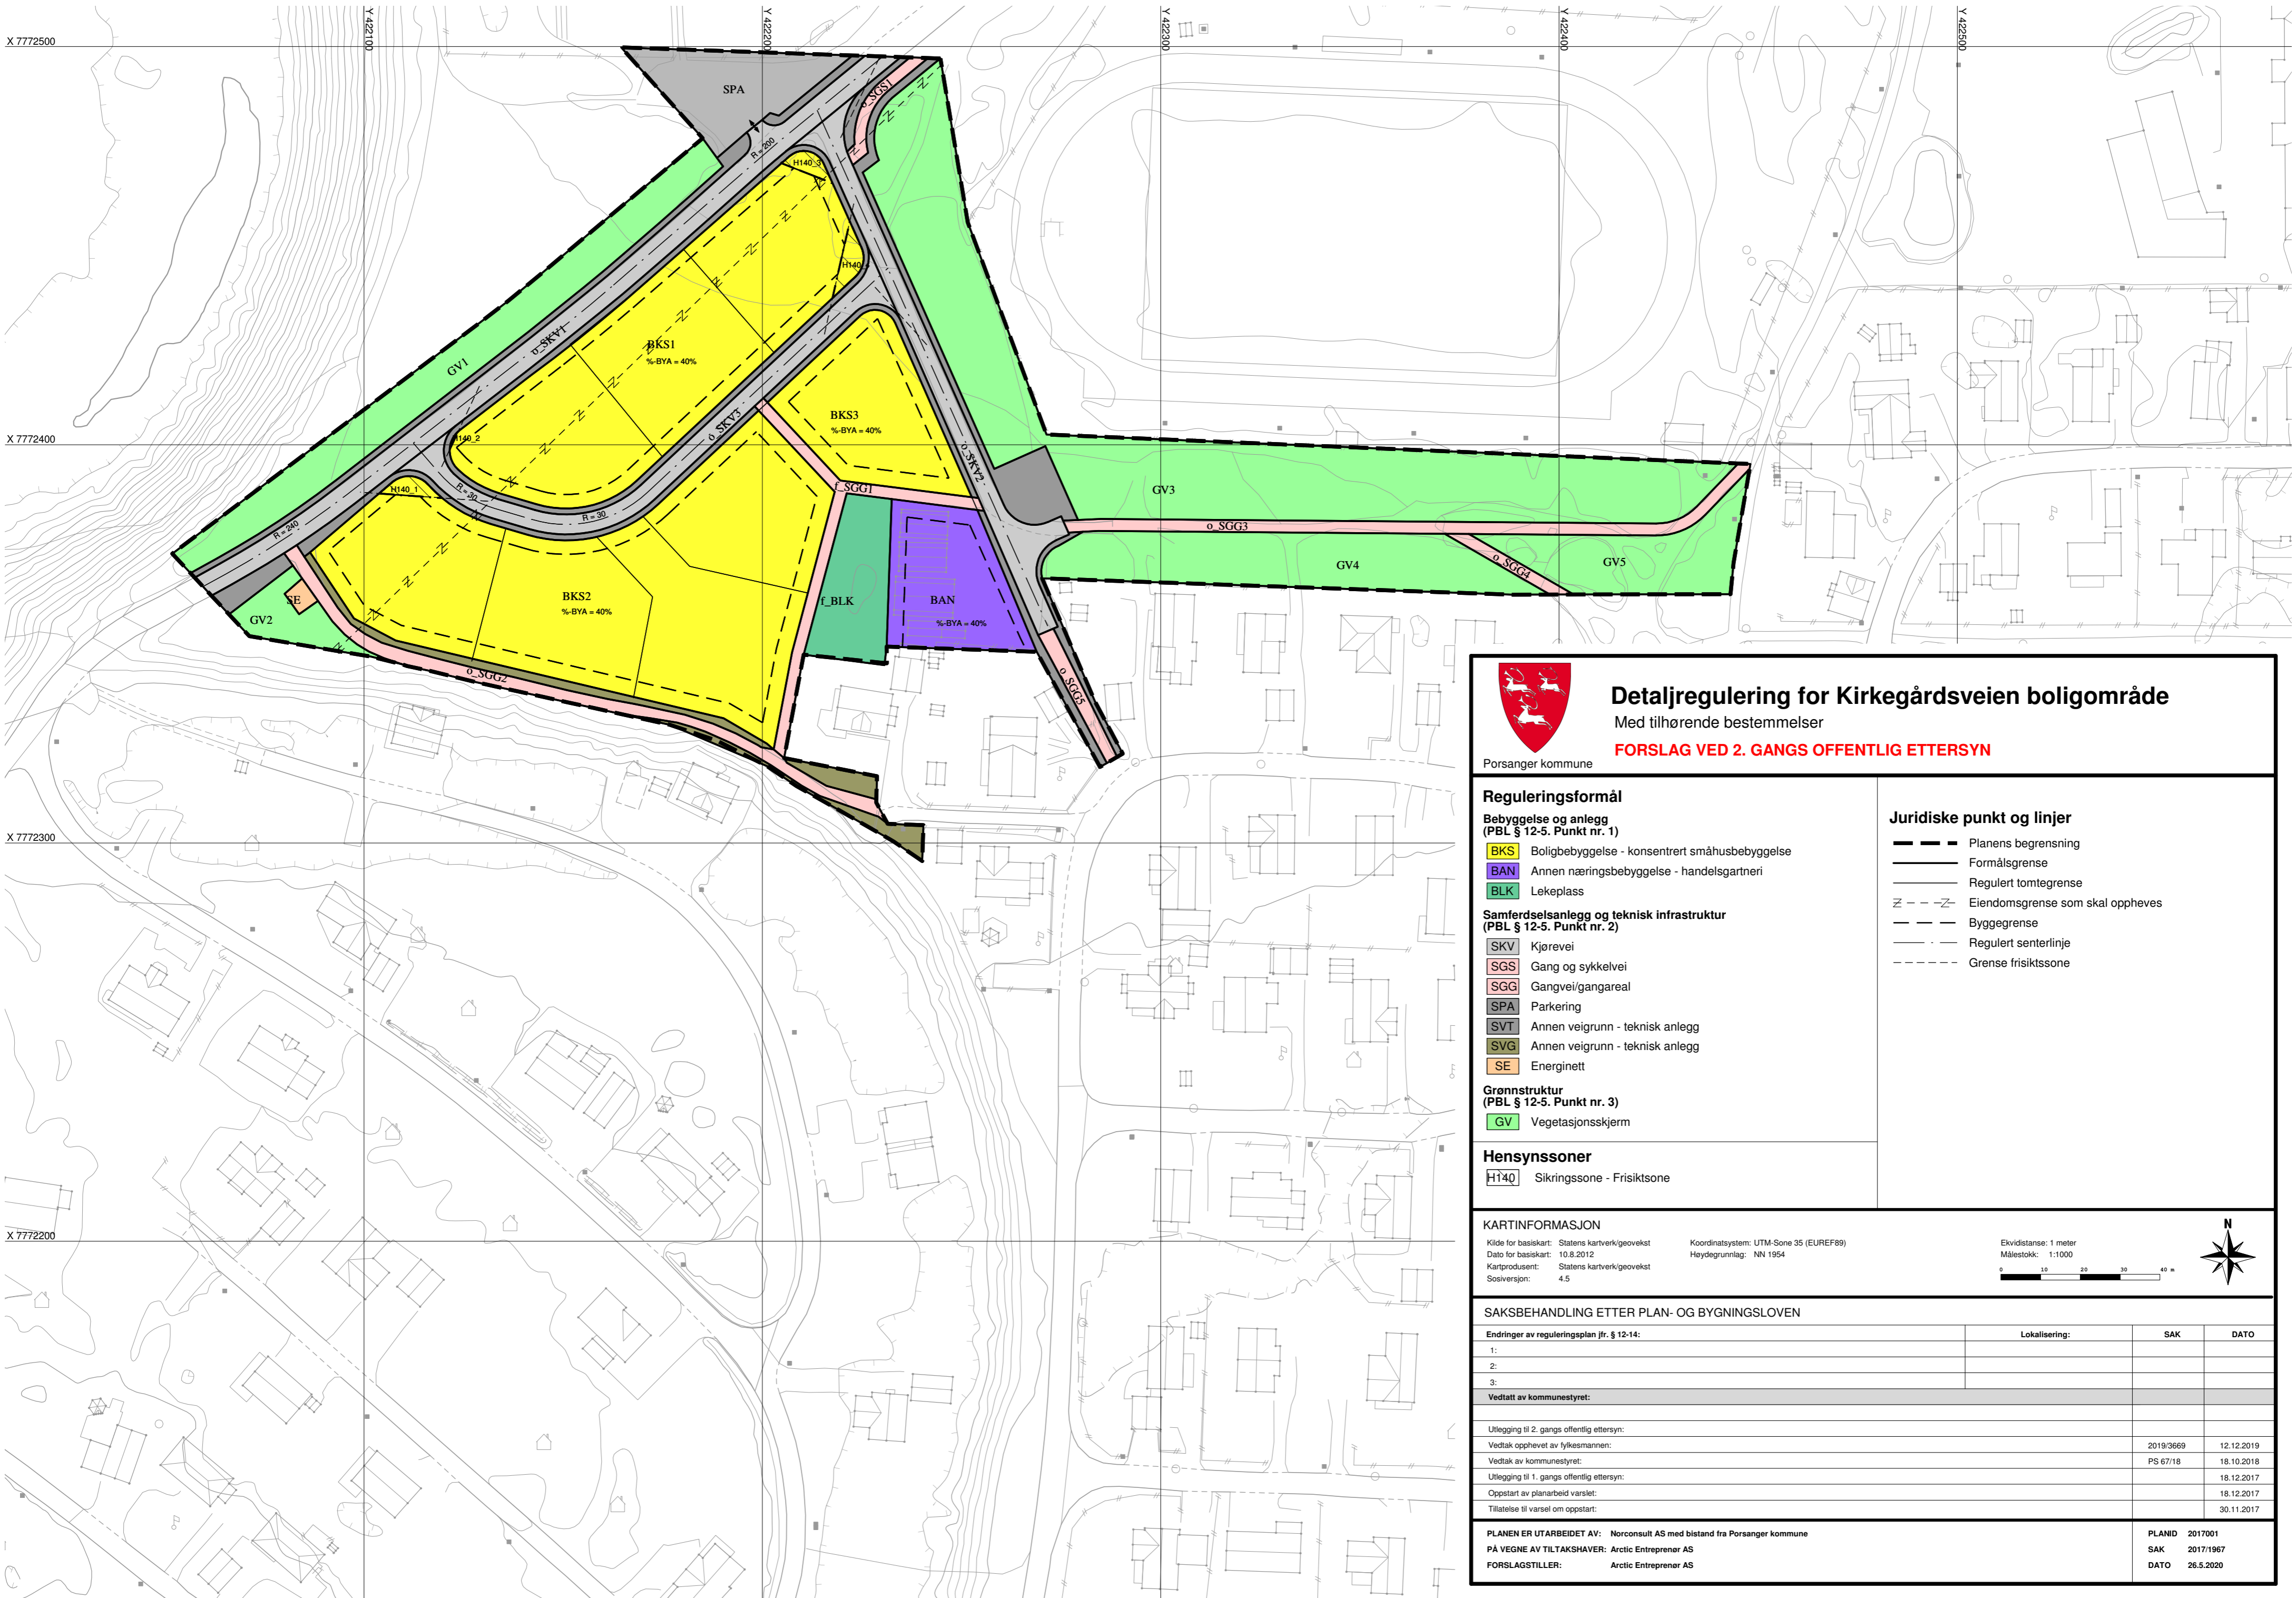 Y 422100
Y 422200
Y 422300
Y 422400
Y 422500
X 7772500
X 7772400
X 7772300
X 7772200
SPA
o_SGS1
R = 200
H140_3
H140
GV1
o_SKV1
BKS1
%-BYA = 40%
BKS3
%-BYA = 40%
o_SKV3
H140_2
o_SKV2
H140_1
R = 30
R = 30
R = 240
f_SGG1
GV3
o_SGG3
o_SGG4
GV4
GV5
SE
GV2
BKS2
%-BYA = 40%
f_BLK
BAN
%-BYA = 40%
o_SGG2
o_SGG5
Detaljregulering for Kirkegårdsveien boligområde
Med tilhørende bestemmelser
FORSLAG VED 2. GANGS OFFENTLIG ETTERSYN
Porsanger kommune
Reguleringsformål
Bebyggelse og anlegg
(PBL § 12-5. Punkt nr. 1)
BKS Boligbebyggelse - konsentrert småhusbebyggelse
BAN Annen næringsbebyggelse - handelsgartneri
BLK Lekeplass
Samferdselsanlegg og teknisk infrastruktur
(PBL § 12-5. Punkt nr. 2)
SKV Kjørevei
SGS Gang og sykkelvei
SGG Gangvei/gangareal
SPA Parkering
SVT Annen veigrunn - teknisk anlegg
SVG Annen veigrunn - teknisk anlegg
SE Energinett
Grønnstruktur
(PBL § 12-5. Punkt nr. 3)
GV Vegetasjonsskjerm
Hensynssoner
H140 Sikringssone - Frisiktsone
Juridiske punkt og linjer
Planens begrensning
Formålsgrense
Regulert tomtegrense
Eiendomsgrense som skal oppheves
Byggegrense
Regulert senterlinje
Grense frisiktssone
KARTINFORMASJON
Kilde for basiskart: Statens kartverk/geovekst
Dato for basiskart: 10.8.2012
Kartprodusent: Statens kartverk/geovekst
Sosiversjon: 4.5
Koordinatsystem: UTM-Sone 35 (EUREF89)
Høydegrunnlag: NN 1954
Ekvidistanse: 1 meter
Målestokk: 1:1000
0 10 20 30 40 m
N
SAKSBEHANDLING ETTER PLAN- OG BYGNINGSLOVEN
Endringer av reguleringsplan jfr. § 12-14: Lokalisering: SAK DATO
1:
2:
3:
Vedtatt av kommunestyret:
Utlegging til 2. gangs offentlig ettersyn:
Vedtak opphevet av fylkesmannen: 2019/3669 12.12.2019
Vedtak av kommunestyret: PS 67/18 18.10.2018
Utlegging til 1. gangs offentlig ettersyn: 18.12.2017
Oppstart av planarbeid varslet: 18.12.2017
Tillatelse til varsel om oppstart: 30.11.2017
PLANEN ER UTARBEIDET AV: Norconsult AS med bistand fra Porsanger kommune
PÅ VEGNE AV TILTAKSHAVER: Arctic Entreprenør AS
FORSLAGSTILLER: Arctic Entreprenør AS
PLANID 2017001
SAK 2017/1967
DATO 26.5.2020